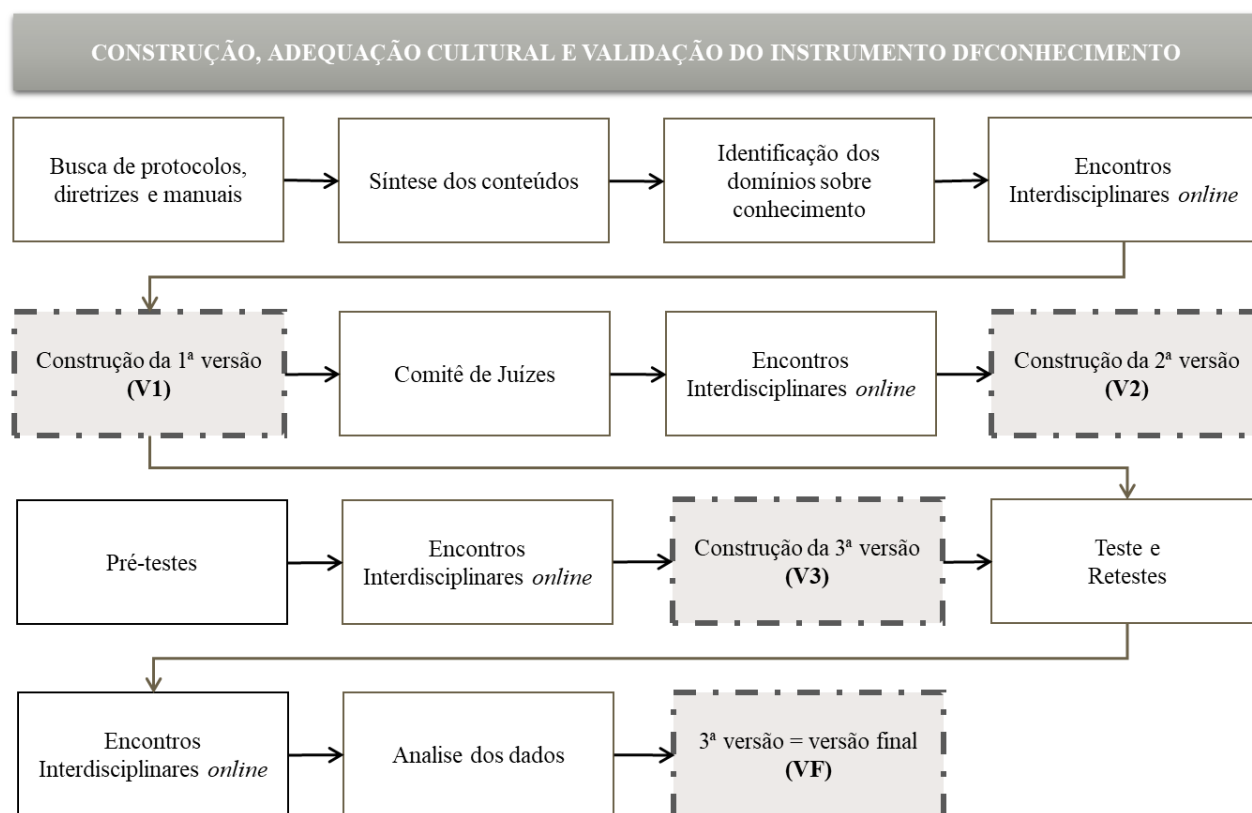 CONSTRUÇÃO, ADEQUAÇÃO CULTURAL E VALIDAÇÃO DO INSTRUMENTO DFCONHECIMENTO
Busca de protocolos,
diretrizes e manuais
Síntese dos conteúdos
Identificação dos
domínios sobre
conhecimento
Encontros
Interdisciplinares online
Construção da 1ª versão
(V1)
Comitê de Juízes
Encontros
Interdisciplinares online
Construção da 2ª versão
(V2)
Pré-testes
Encontros
Interdisciplinares online
Construção da 3ª versão
(V3)
Teste e
Retestes
Encontros
Interdisciplinares online
Analise dos dados
3ª versão = versão final
(VF)